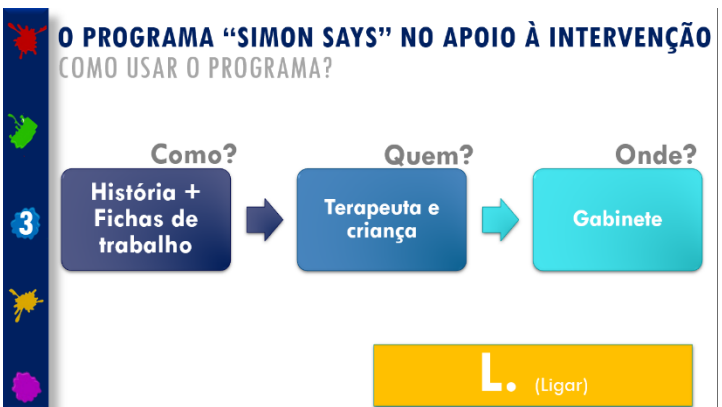 O PROGRAMA “SIMON SAYS” NO APOIO À INTERVENÇÃO
COMO USAR O PROGRAMA?
Como?
História +
Fichas de
trabalho
Quem?
Terapeuta e
criança
Onde?
Gabinete
3
L. (Ligar)